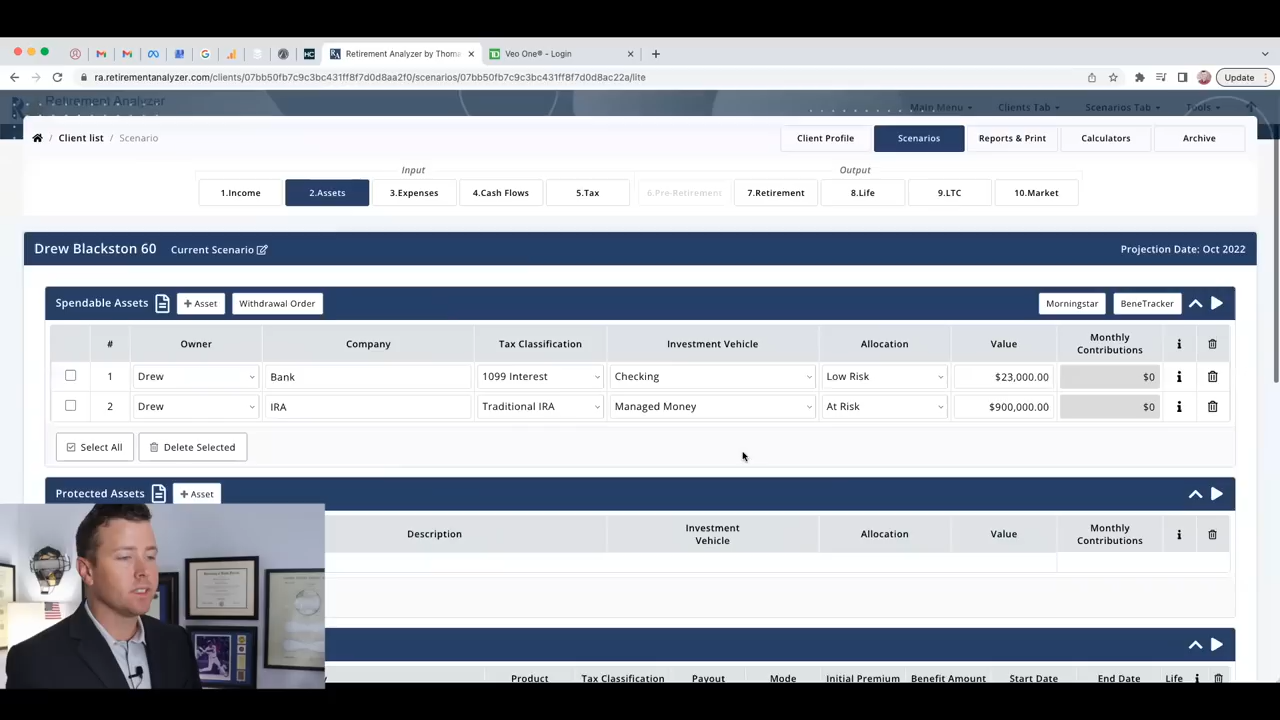 Retirement Analyzer by Thoma
Veo One® - Login
ra.retirementanalyzer.com/clients/07bb50fb7c9c3bc431ff8f7d0d8aa2f0/scenarios/07bb50fb7c9c3bc431ff8f7d0d8ac22a/lite
Update
Retirement Analyzer
Main Menu
Clients Tab
Scenarios Tab
Tools
Client list / Scenario
Client Profile
Scenarios
Reports & Print
Calculators
Archive
Input
Output
1.Income
2.Assets
3.Expenses
4.Cash Flows
5.Tax
6.Pre-Retirement
7.Retirement
8.Life
9.LTC
10.Market
Drew Blackston 60
Current Scenario
Projection Date: Oct 2022
Spendable Assets
+ Asset
Withdrawal Order
Morningstar
BeneTracker
# Owner Company Tax Classification Investment Vehicle Allocation Value Monthly Contributions
1 Drew Bank 1099 Interest Checking Low Risk $23,000.00 $0
2 Drew IRA Traditional IRA Managed Money At Risk $900,000.00 $0
Select All
Delete Selected
Protected Assets
+ Asset
Description Investment Vehicle Allocation Value Monthly Contributions
Product Tax Classification Payout Mode Initial Premium Benefit Amount Start Date End Date Life